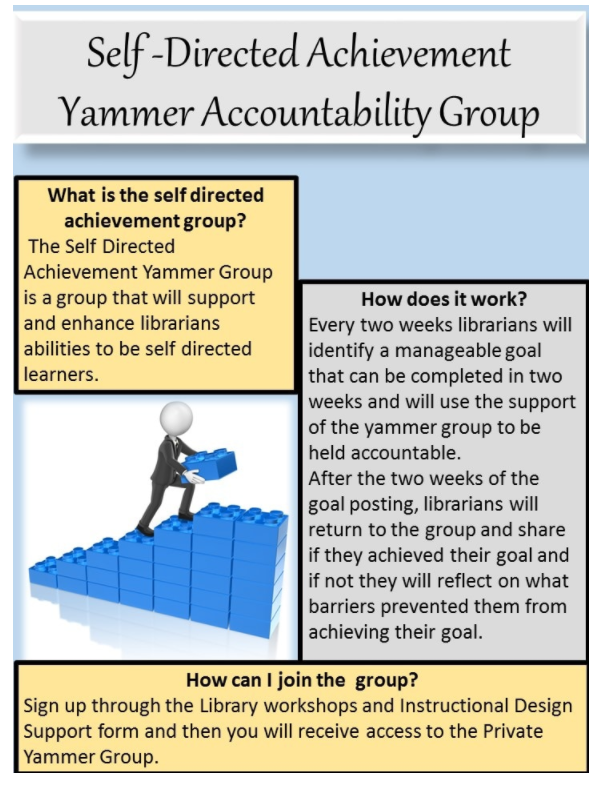 Self-Directed Achievement
Yammer Accountability Group
What is the self directed
achievement group?
The Self Directed
Achievement Yammer Group
is a group that will support
and enhance librarians
abilities to be self directed
learners.
How does it work?
Every two weeks librarians will
identify a manageable goal
that can be completed in two
weeks and will use the support
of the yammer group to be
held accountable.
After the two weeks of the
goal posting, librarians will
return to the group and share
if they achieved their goal and
if not they will reflect on what
barriers prevented them from
achieving their goal.
How can I join the group?
Sign up through the Library workshops and Instructional Design
Support form and then you will receive access to the Private
Yammer Group.